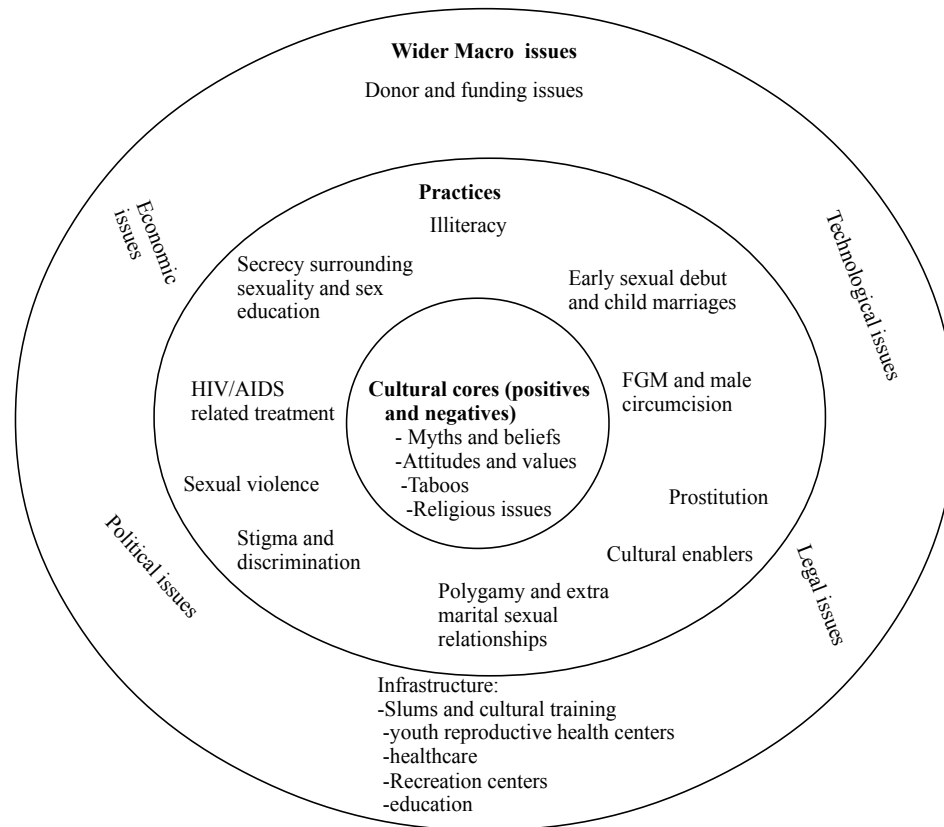 Wider Macro issues
Donor and funding issues
Economic
issues
Technological issues
Practices
Illiteracy
Secrecy surrounding
sexuality and sex
education
Early sexual debut
and child marriages
HIV/AIDS
related treatment
FGM and male
circumcision
Cultural cores (positives
and negatives)
- Myths and beliefs
-Attitudes and values
-Taboos
-Religious issues
Sexual violence
Prostitution
Stigma and
discrimination
Cultural enablers
Polygamy and extra
marital sexual
relationships
Political issues
Legal issues
Infrastructure:
-Slums and cultural training
-youth reproductive health centers
-healthcare
-Recreation centers
-education